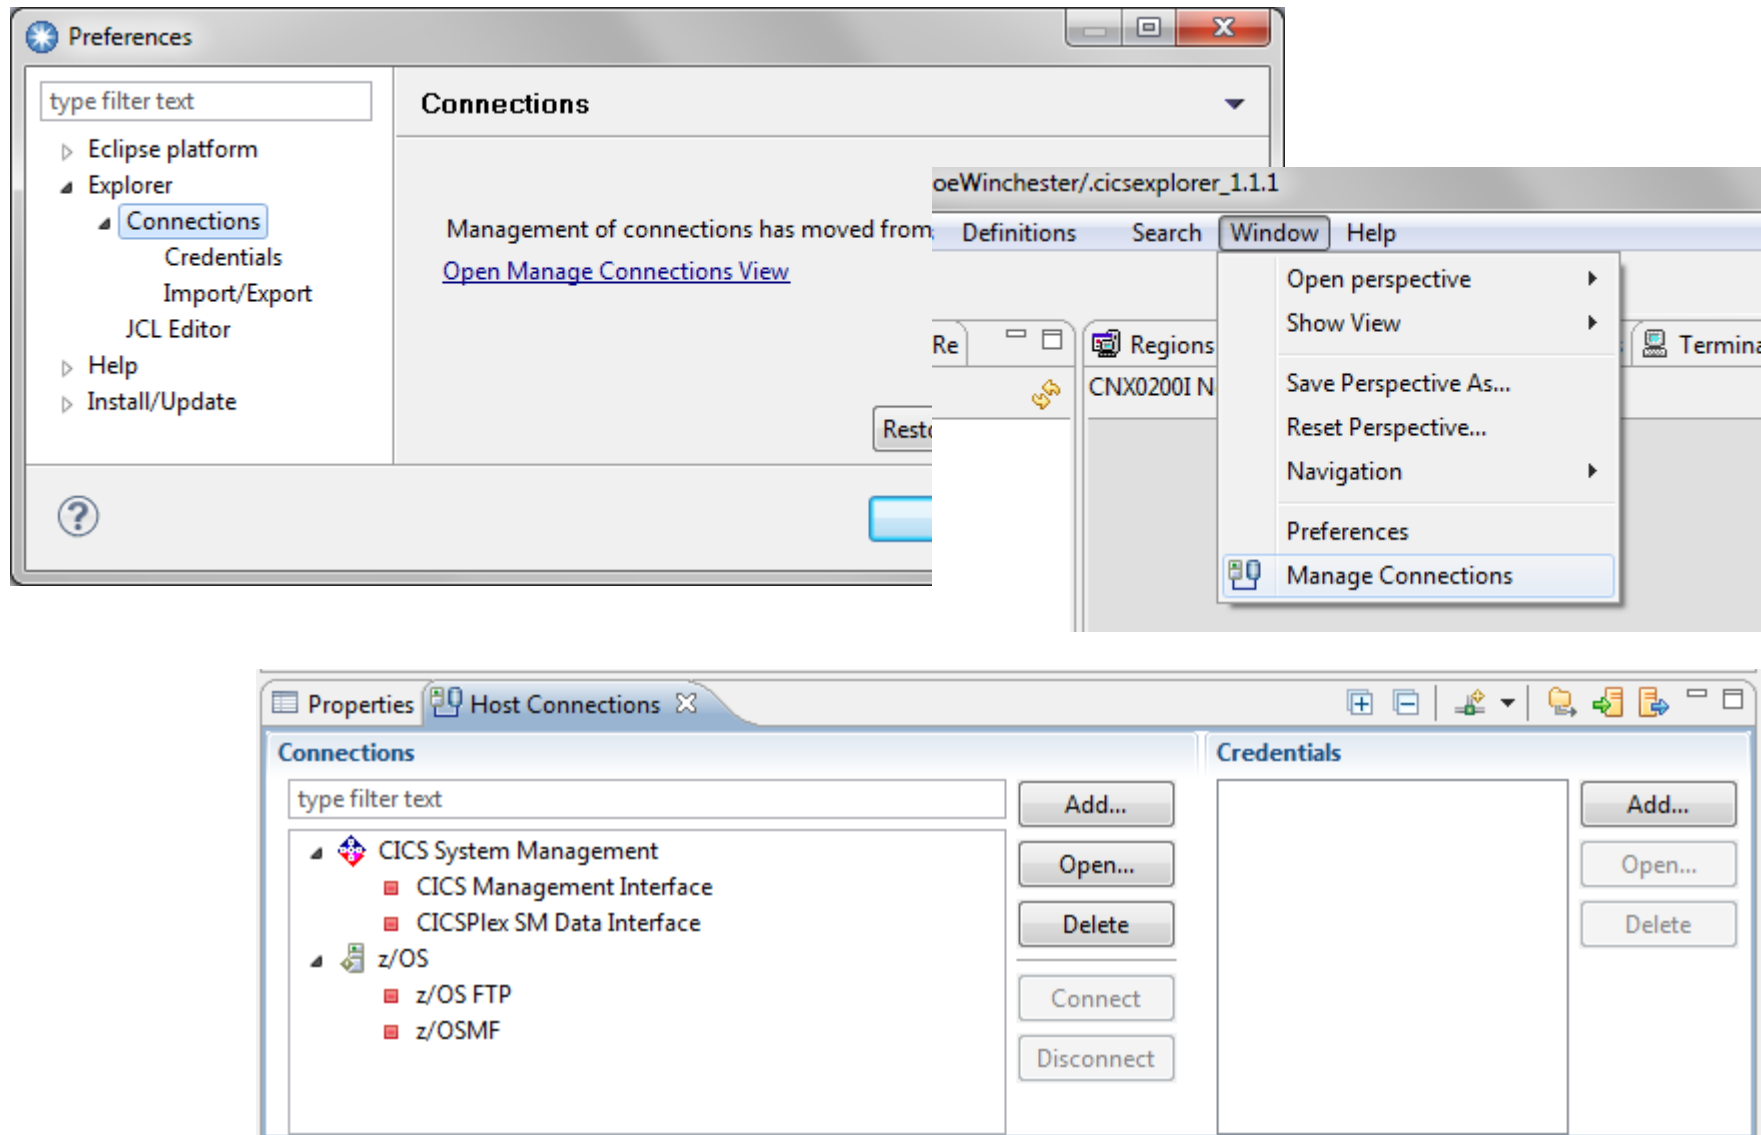 Preferences
type filter text
Connections
Eclipse platform
Explorer
Connections
Credentials
Import/Export
JCL Editor
Help
Install/Update
Management of connections has moved from
Open Manage Connections View
Resto
?
oeWinchester/.cicsexplorer_1.1.1
Definitions Search Window Help
Open perspective
Show View
Save Perspective As...
Reset Perspective...
Navigation
Preferences
Manage Connections
Re
Regions
Termina
CNX0200I N
Properties Host Connections
Connections
Credentials
type filter text
CICS System Management
CICS Management Interface
CICSPlex SM Data Interface
z/OS
z/OS FTP
z/OSMF
Add...
Open...
Delete
Connect
Disconnect
Add...
Open...
Delete